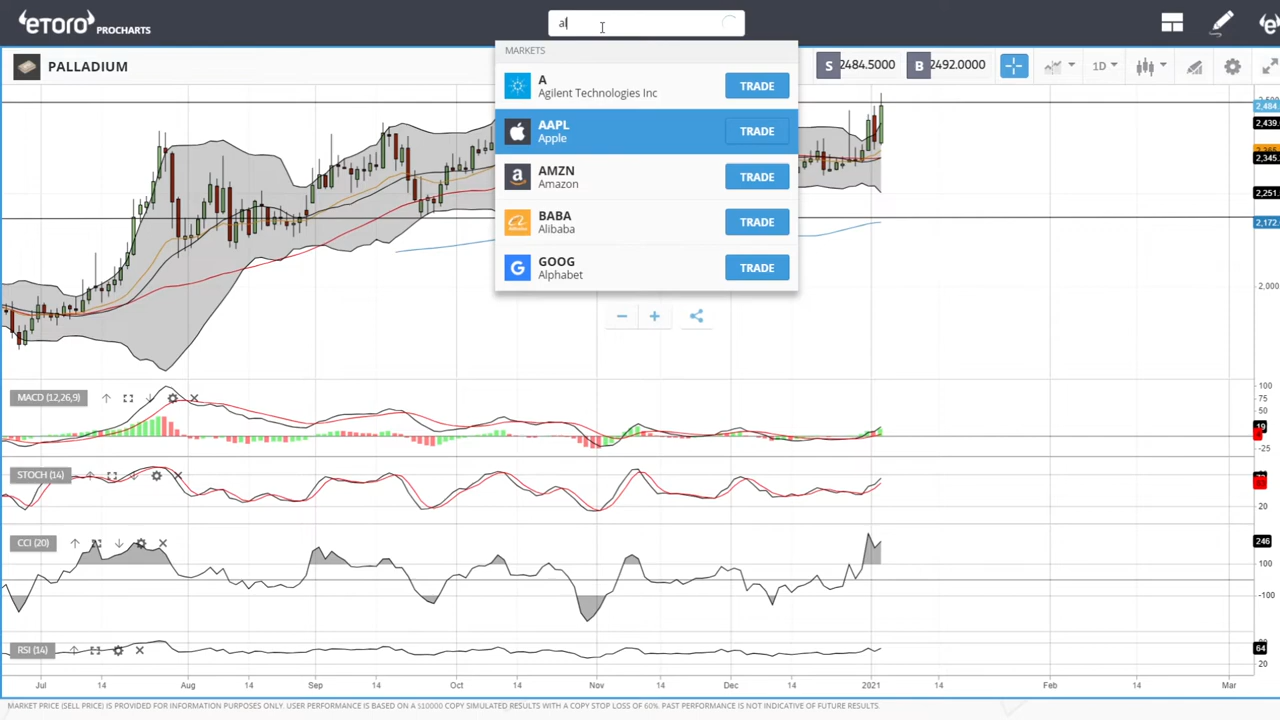 eTORO PROCHARTS
al
MARKETS
A
Agilent Technologies Inc
TRADE
AAPL
Apple
TRADE
AMZN
Amazon
TRADE
BABA
Alibaba
TRADE
GOOG
Alphabet
TRADE
PALLADIUM
S 2484.5000 B 2492.0000
1D
2,484.
2,439.
2,345.
2,251.
2,172.
2,000
MACD (12,26,9)
100
75
50
19
-25
STOCH (14)
20
CCI (20)
246
100
-100
RSI (14)
64
20
Jul 14 Aug 14 Sep 14 Oct 14 Nov 14 Dec 14 2021 14 Feb 14 Mar
MARKET PRICE (SELL PRICE) IS PROVIDED FOR INFORMATION PURPOSES ONLY. USER PERFORMANCE IS BASED ON A $10000 COPY SIMULATED RESULTS WITH A COPY STOP LOSS OF 60%. PAST PERFORMANCE IS NOT INDICATIVE OF FUTURE RESULTS.